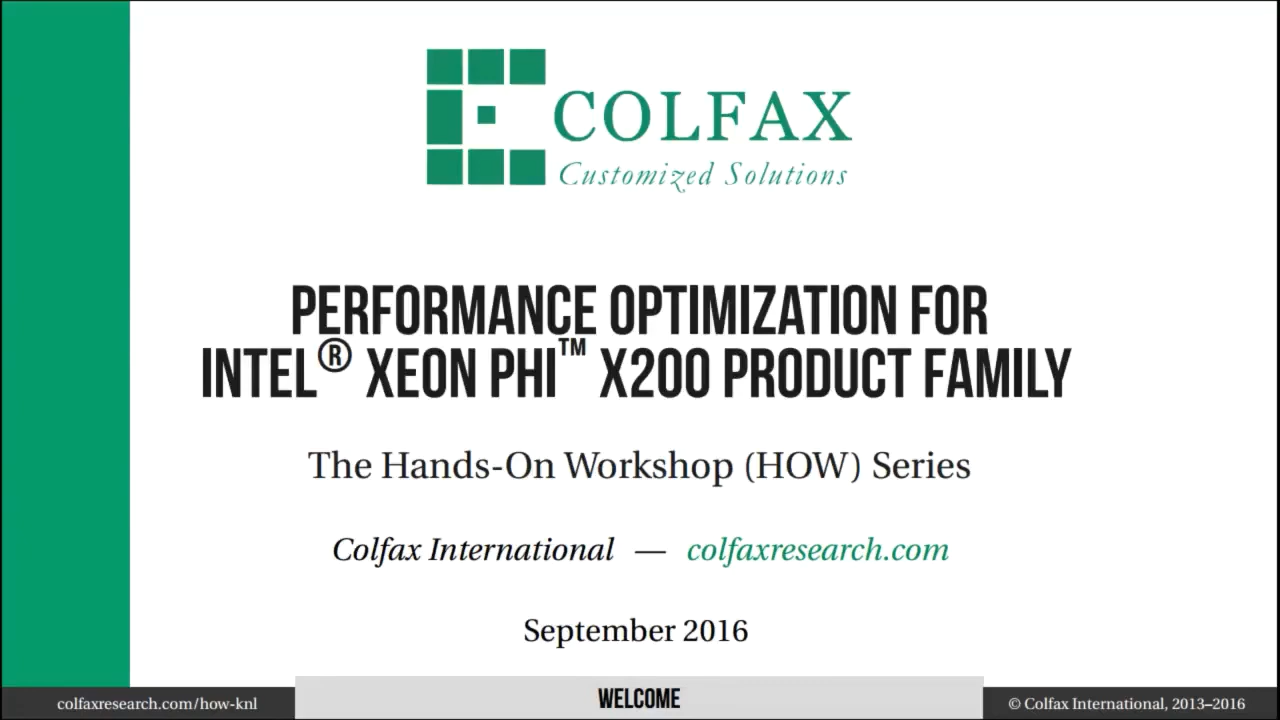 COLFAX
Customized Solutions
PERFORMANCE OPTIMIZATION FOR
INTEL® XEON PHI™ X200 PRODUCT FAMILY
The Hands-On Workshop (HOW) Series
Colfax International — colfaxresearch.com
September 2016
colfaxresearch.com/how-knl
WELCOME
© Colfax International, 2013–2016